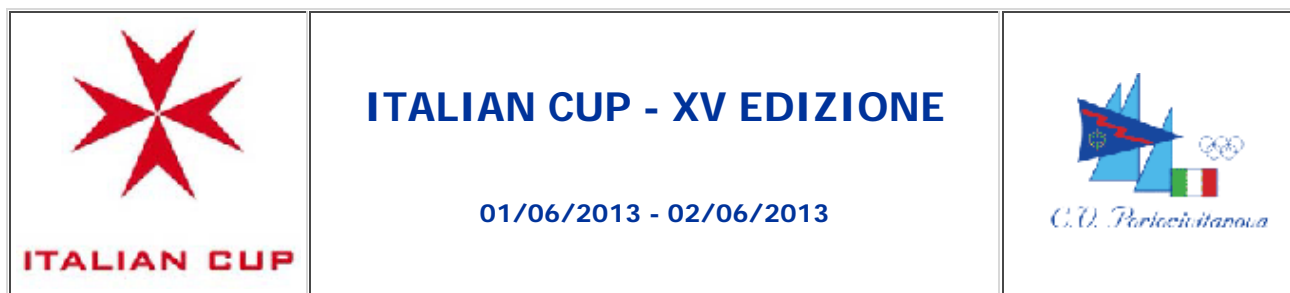 ITALIAN CUP
ITALIAN CUP - XV EDIZIONE
01/06/2013 - 02/06/2013
C.V. Portocivitanova